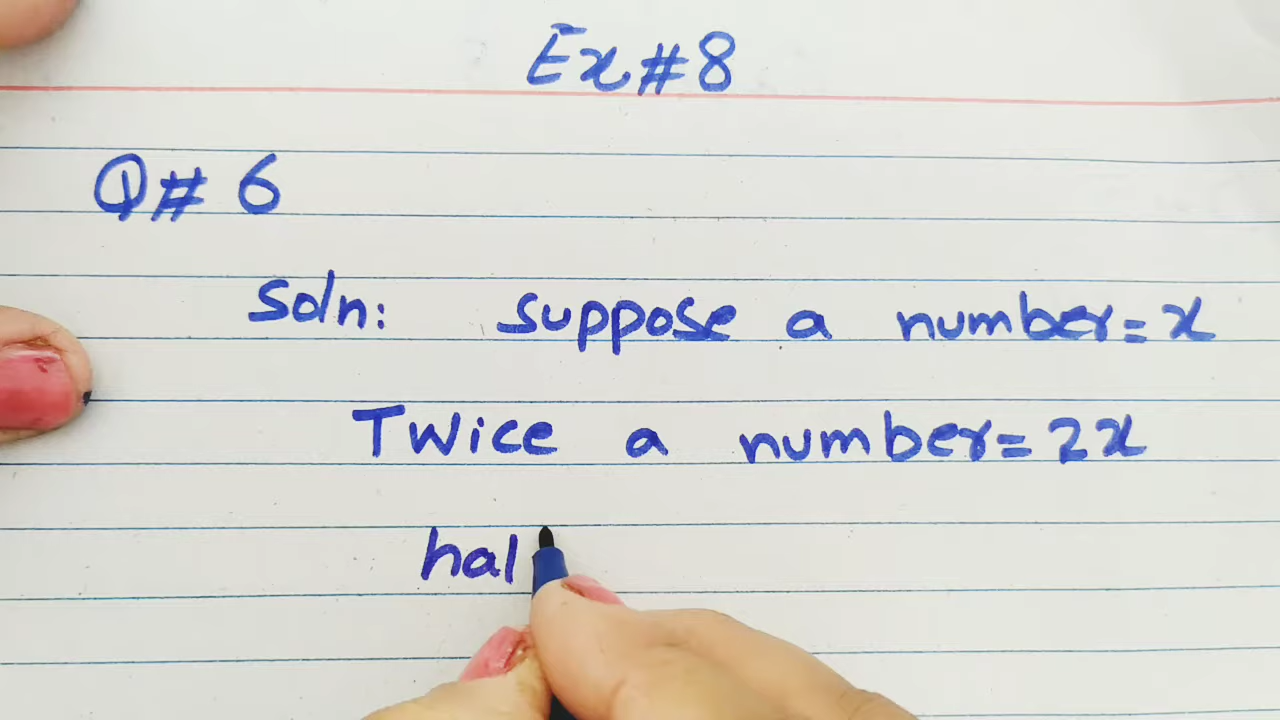 Ex#8
Q# 6
Soln: suppose a number=x
Twice a number=2x
hal